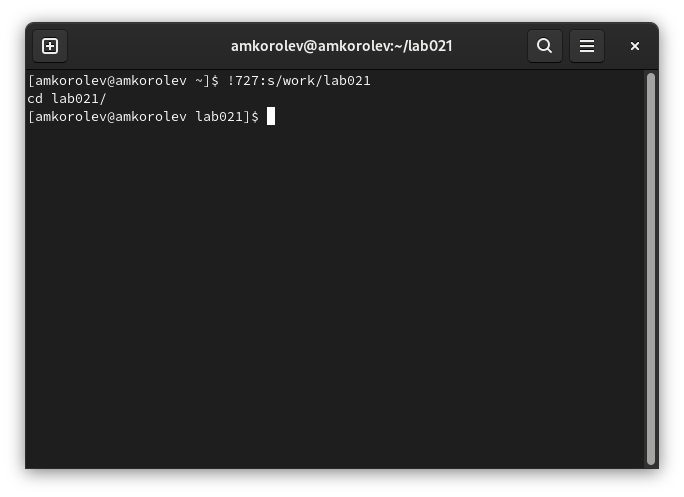 amkorolev@amkorolev:~/lab021
[amkorolev@amkorolev ~]$ !727:s/work/lab021
cd lab021/
[amkorolev@amkorolev lab021]$